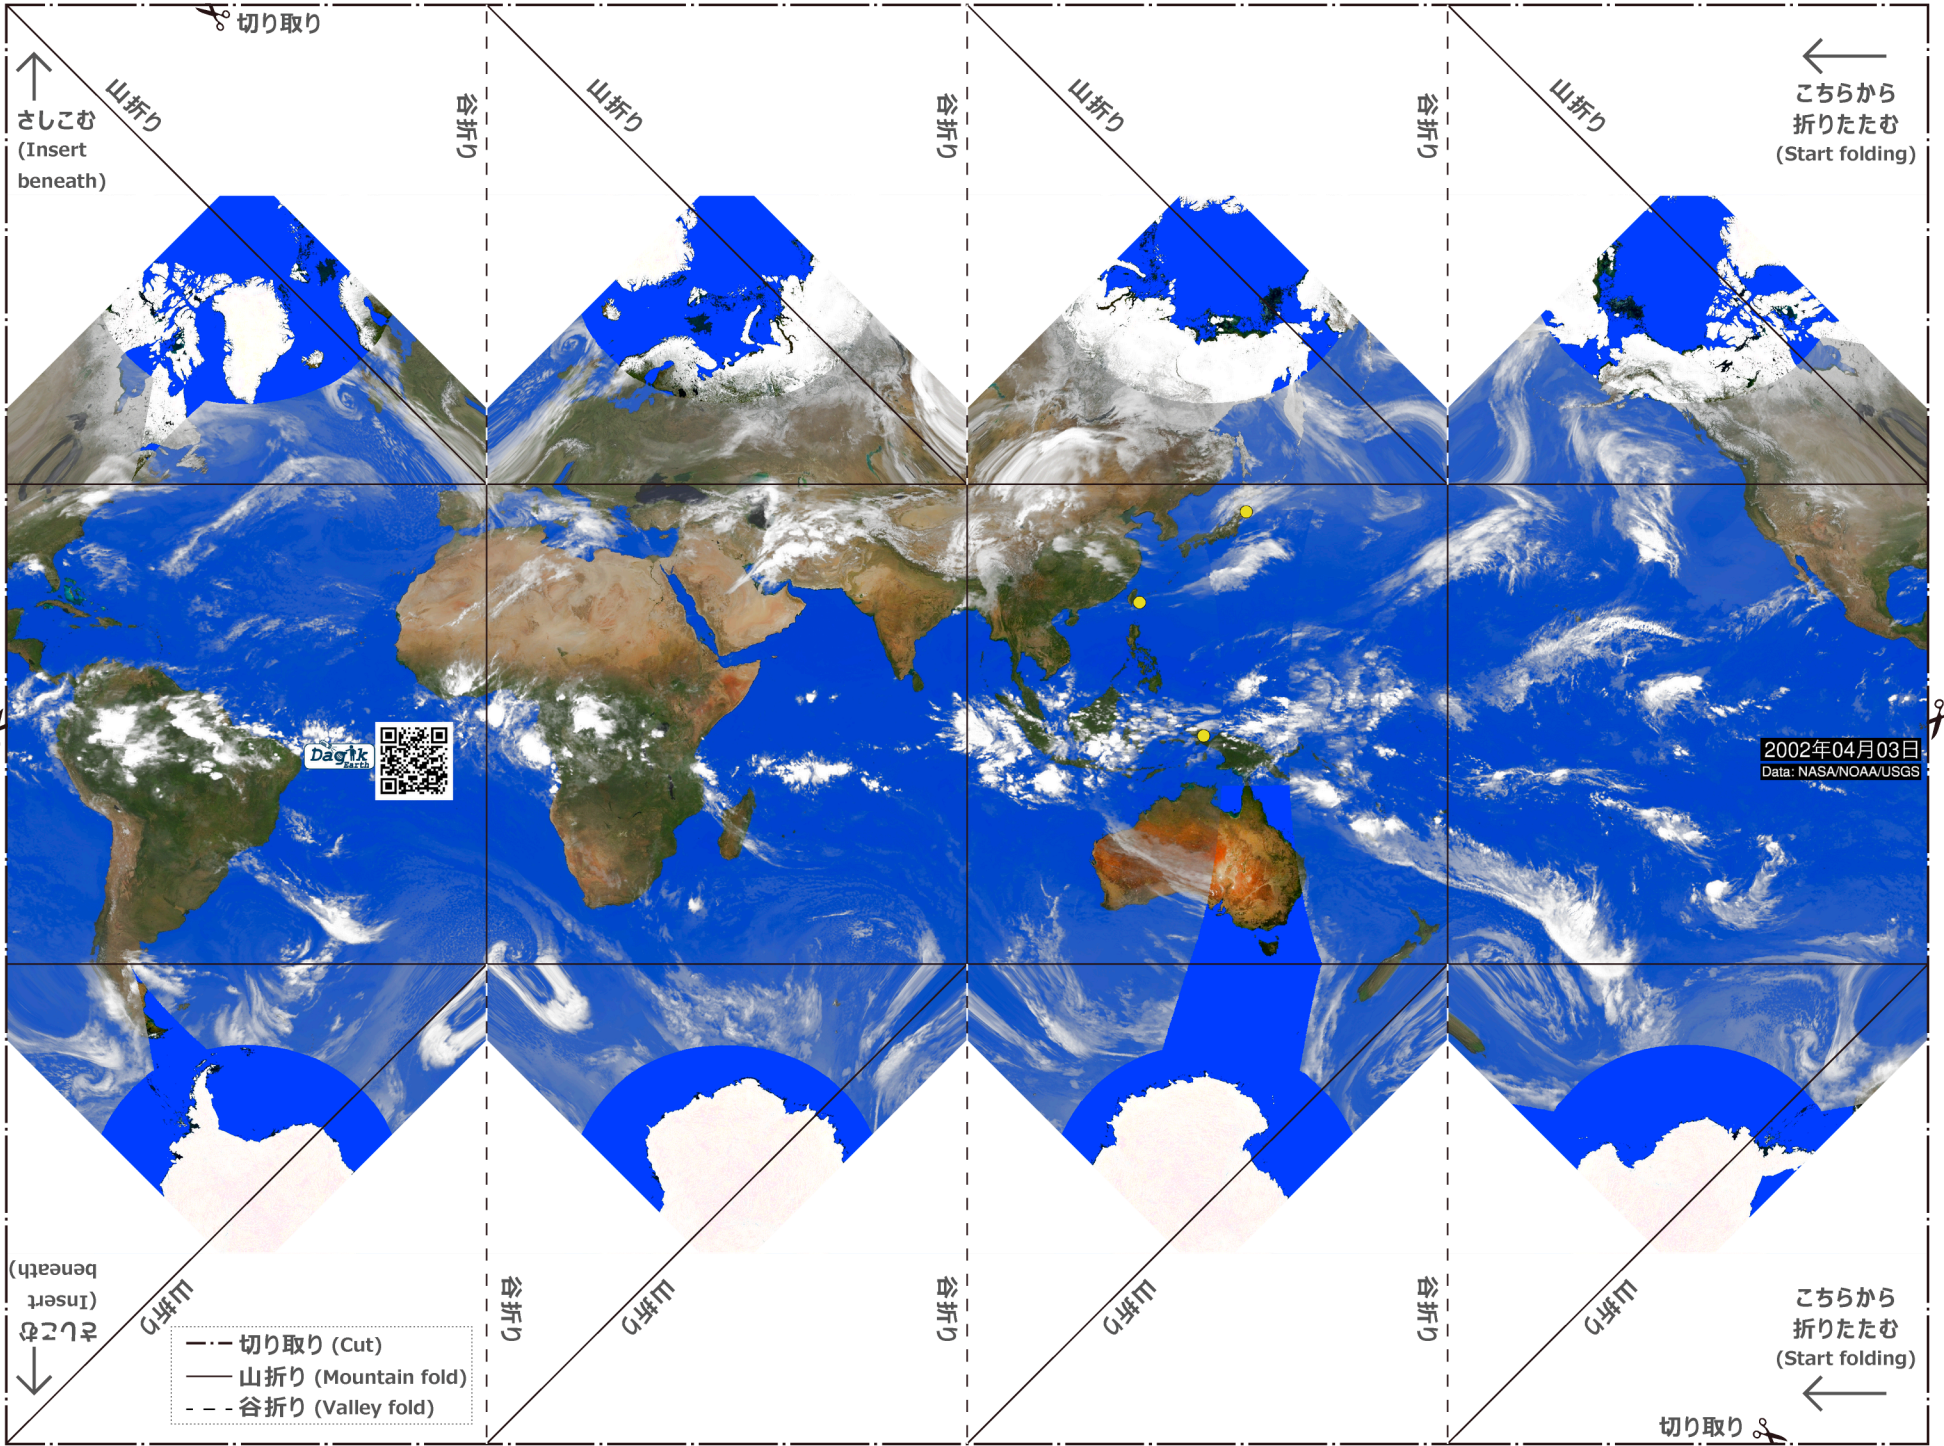 切り取り
山折り
谷折り
山折り
谷折り
山折り
谷折り
山折り
さしこむ
(Insert
beneath)
こちらから
折りたたむ
(Start folding)
Dagik
Earth
2002年04月03日
Data: NASA/NOAA/USGS
さしこむ
(Insert
beneath)
山折り
谷折り
山折り
谷折り
山折り
谷折り
山折り
こちらから
折りたたむ
(Start folding)
切り取り (Cut)
山折り (Mountain fold)
谷折り (Valley fold)
切り取り